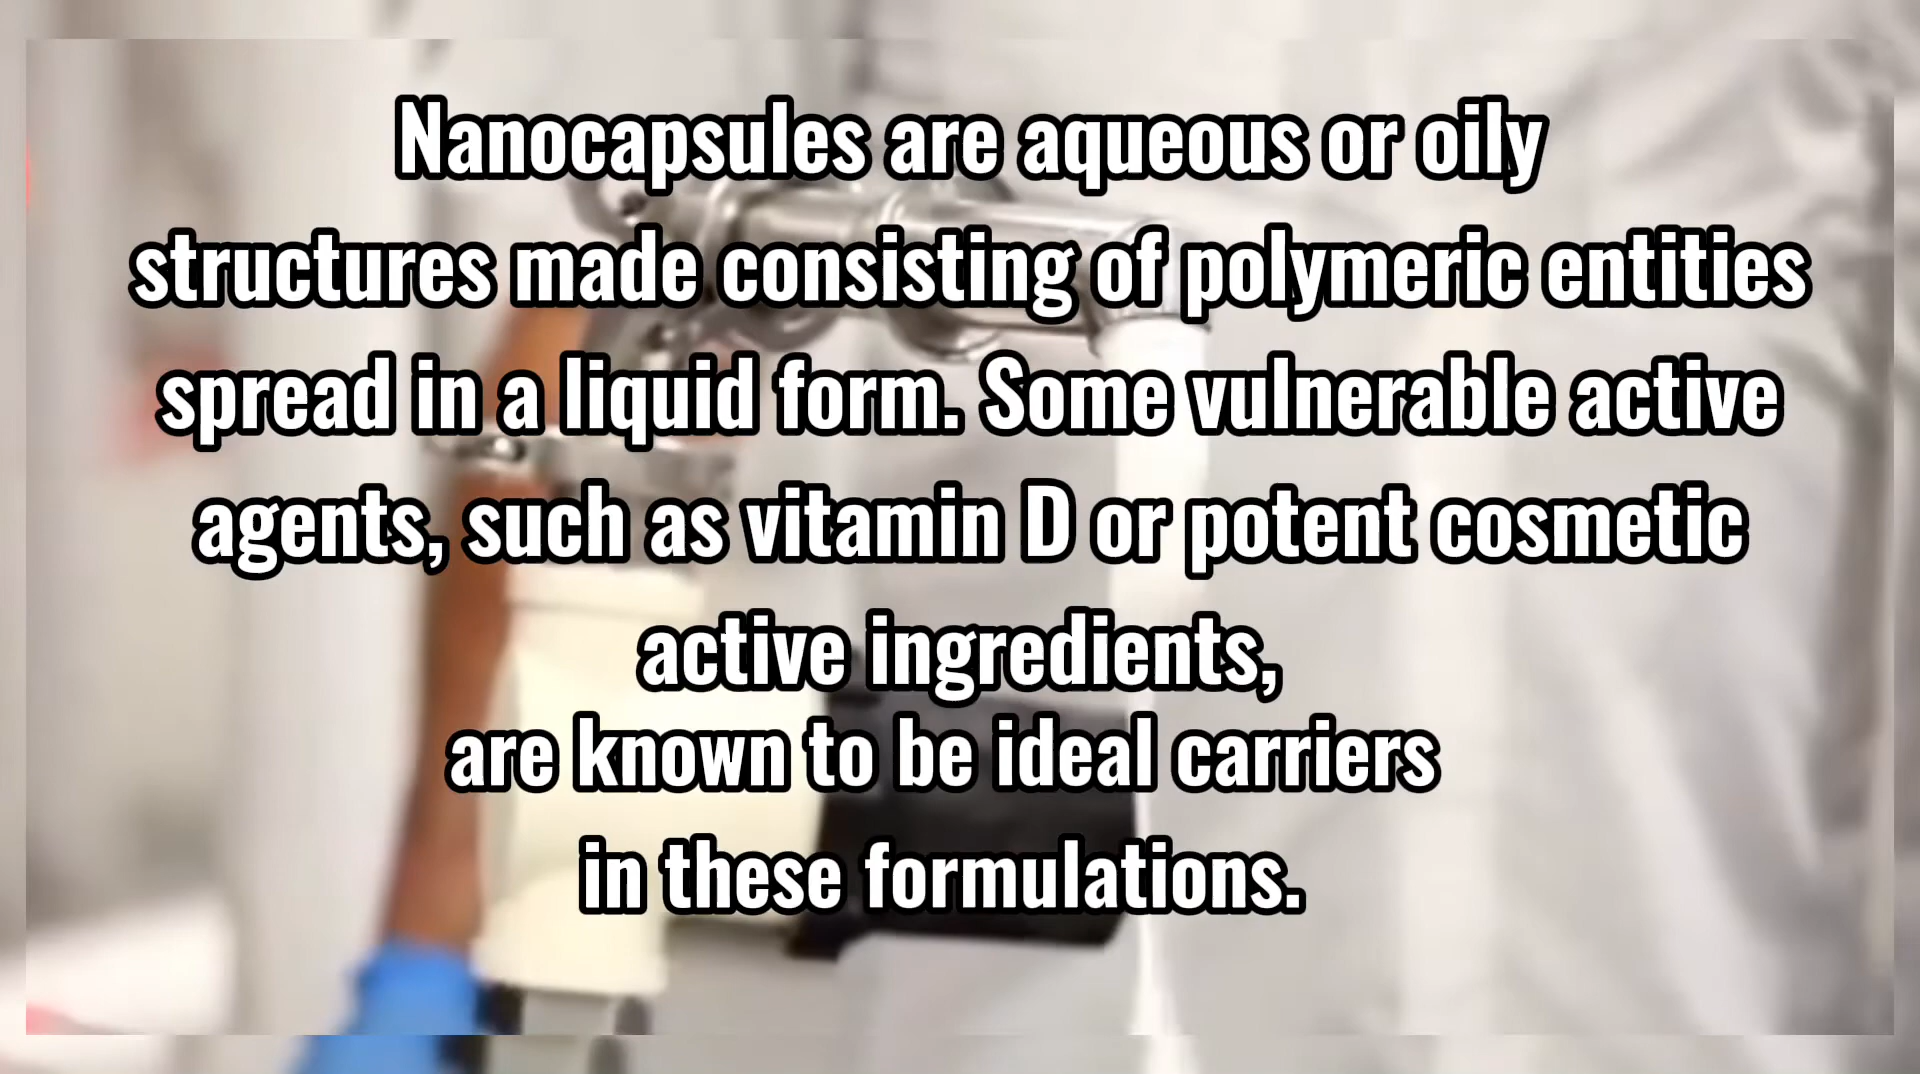 Nanocapsules are aqueous or oily
structures made consisting of polymeric entities
spread in a liquid form. Some vulnerable active
agents, such as vitamin D or potent cosmetic
active ingredients,
are known to be ideal carriers
in these formulations.